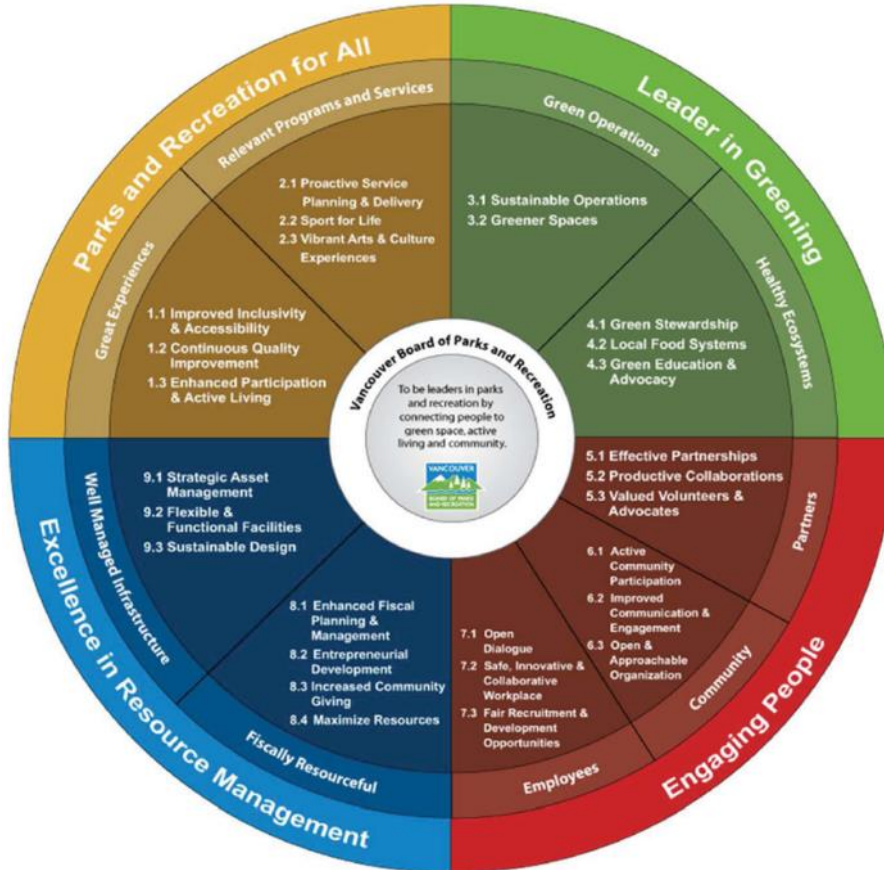 Parks and Recreation for All
Relevant Programs and Services
2.1 Proactive Service
Planning & Delivery
2.2 Sport for Life
2.3 Vibrant Arts & Culture
Experiences
Great Experiences
1.1 Improved Inclusivity
& Accessibility
1.2 Continuous Quality
Improvement
1.3 Enhanced Participation
& Active Living
Leader in Greening
Green Operations
3.1 Sustainable Operations
3.2 Greener Spaces
Healthy Ecosystems
4.1 Green Stewardship
4.2 Local Food Systems
4.3 Green Education &
Advocacy
Vancouver Board of Parks and Recreation
To be leaders in parks
and recreation by
connecting people to
green space, active
living and community.
VANCOUVER
BOARD OF PARKS
AND RECREATION
Engaging People
Partners
5.1 Effective Partnerships
5.2 Productive Collaborations
5.3 Valued Volunteers &
Advocates
Community
6.1 Active
Community
Participation
6.2 Improved
Communication &
Engagement
6.3 Open &
Approachable
Organization
Employees
7.1 Open
Dialogue
7.2 Safe, Innovative &
Collaborative
Workplace
7.3 Fair Recruitment &
Development
Opportunities
Excellence in Resource Management
Fiscally Resourceful
8.1 Enhanced Fiscal
Planning &
Management
8.2 Entrepreneurial
Development
8.3 Increased Community
Giving
8.4 Maximize Resources
Well Managed Infrastructure
9.1 Strategic Asset
Management
9.2 Flexible &
Functional Facilities
9.3 Sustainable Design